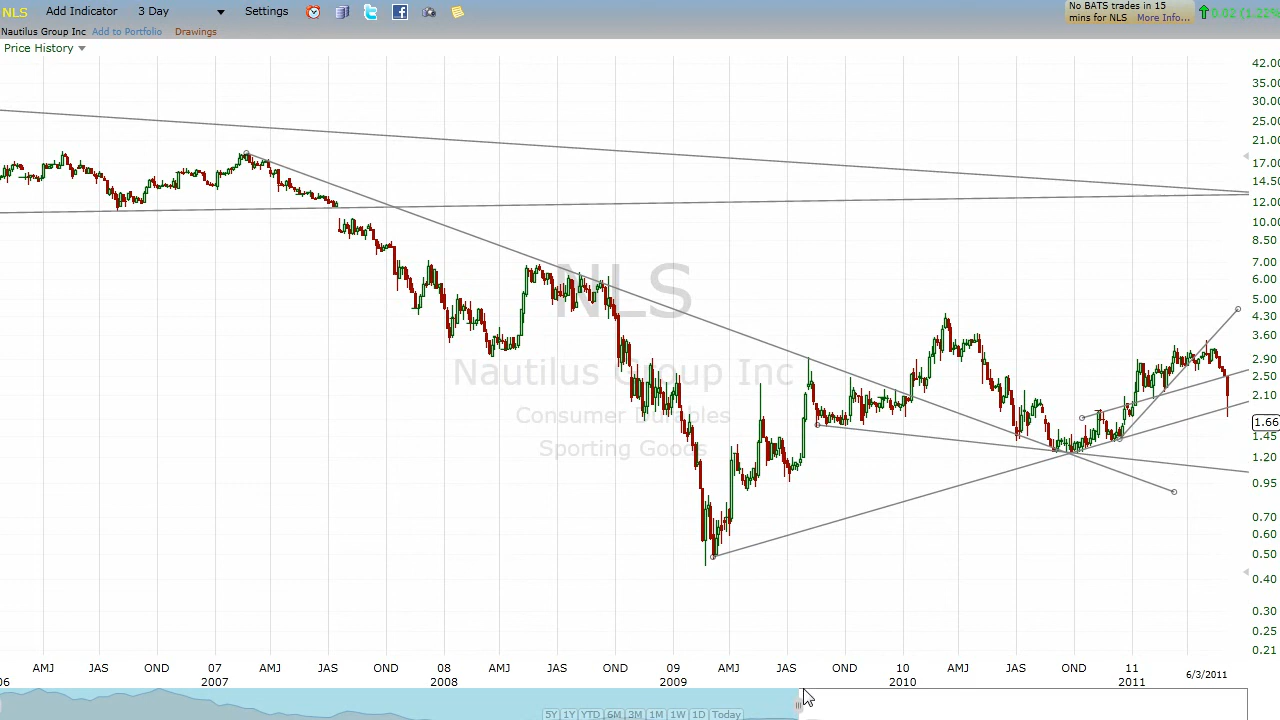 NLS Add Indicator 3 Day Settings No BATS trades in 15 mins for NLS More Info... 0.02 (1.22%
Nautilus Group Inc Add to Portfolio Drawings
Price History
42.00
35.00
30.00
25.00
21.00
17.00
14.50
12.00
10.00
8.50
7.00
6.00
5.00
4.30
3.60
2.90
2.50
2.10
1.66
1.45
1.20
0.95
0.70
0.60
0.50
0.40
0.30
0.25
0.21
NLS
Nautilus Group Inc
Consumer Durables
Sporting Goods
AMJ JAS OND 07 AMJ JAS OND 08 AMJ JAS OND 09 AMJ JAS OND 10 AMJ JAS OND 11 6/3/2011
06 2007 2008 2009 2010 2011
5Y 1Y YTD 6M 3M 1M 1W 1D Today